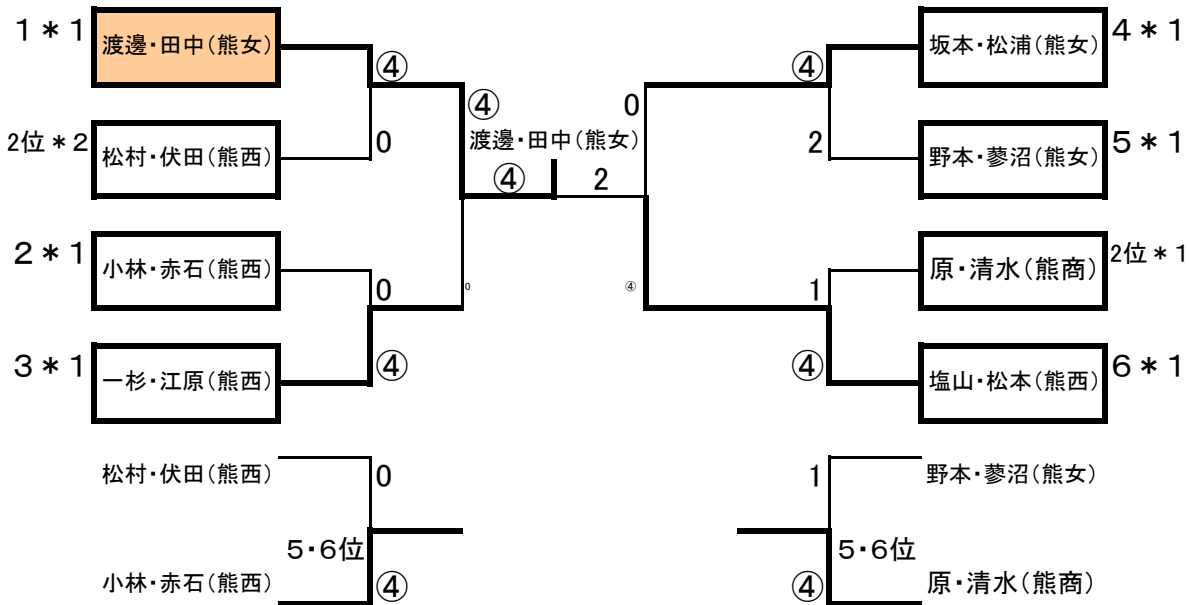 1*1 渡邊・田中(熊女) ④ ④ 坂本・松浦(熊女) 4*1
④ 0
渡邊・田中(熊女)
2位*2 松村・伏田(熊西) 0 2 野本・蓼沼(熊女) 5*1
④ 2
2*1 小林・赤石(熊西) 0 0 ④ 1 原・清水(熊商) 2位*1
3*1 一杉・江原(熊西) ④ ④ 塩山・松本(熊西) 6*1
松村・伏田(熊西) 0 1 野本・蓼沼(熊女)
5・6位 5・6位
小林・赤石(熊西) ④ ④ 原・清水(熊商)